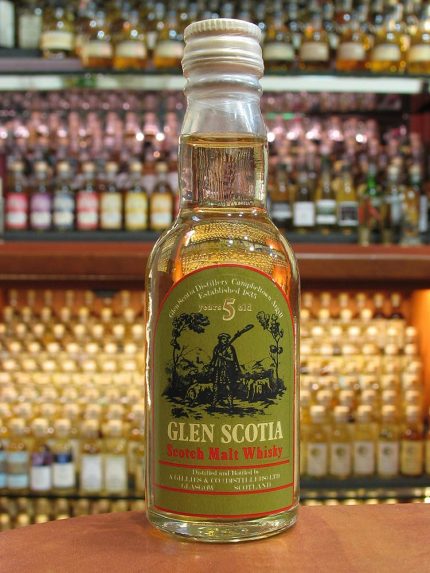 Glen Scotia Distillery Campbeltown Argyll
Established 1835
years 5 old
GLEN SCOTIA
Scotch Malt Whisky
Distilled and Bottled by
A GILLIES & CO (DISTILLERS) LTD
GLASGOW SCOTLAND